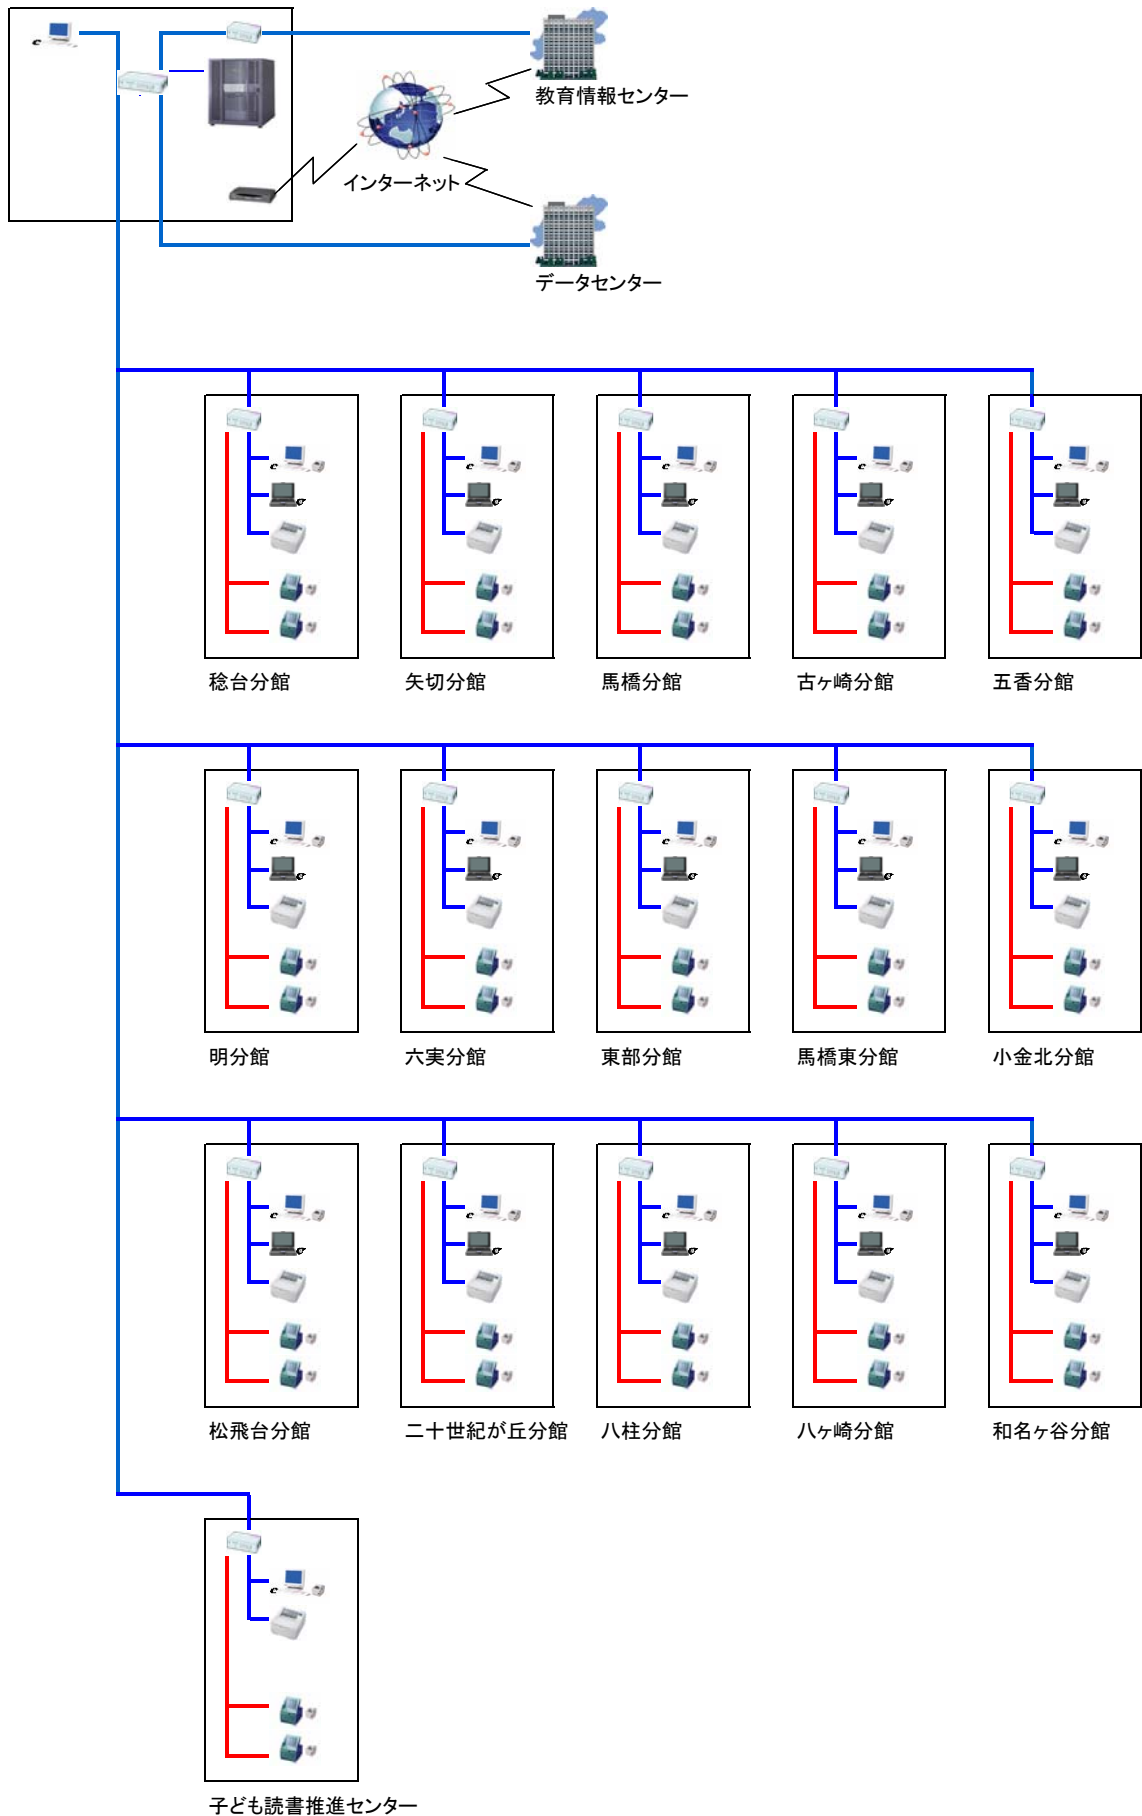 教育情報センター
インターネット
データセンター
稔台分館
矢切分館
馬橋分館
古ヶ崎分館
五香分館
明分館
六実分館
東部分館
馬橋東分館
小金北分館
松飛台分館
二十世紀が丘分館
八柱分館
八ヶ崎分館
和名ヶ谷分館
子ども読書推進センター